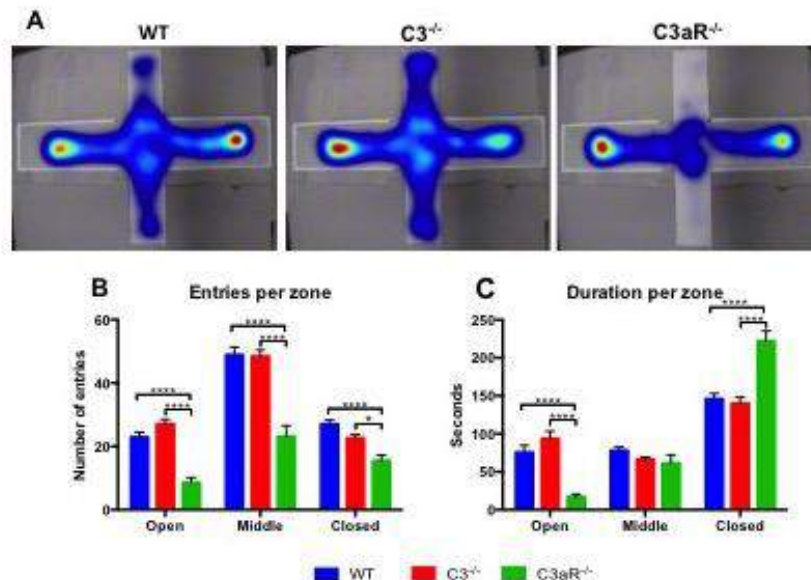 A
WT
C3-/-
C3aR-/-
B
Entries per zone
Number of entries
60
40
20
0
****
****
****
****
****
*
Open
Middle
Closed
C
Duration per zone
Seconds
250
200
150
100
50
0
****
****
****
****
Open
Middle
Closed
WT
C3-/-
C3aR-/-